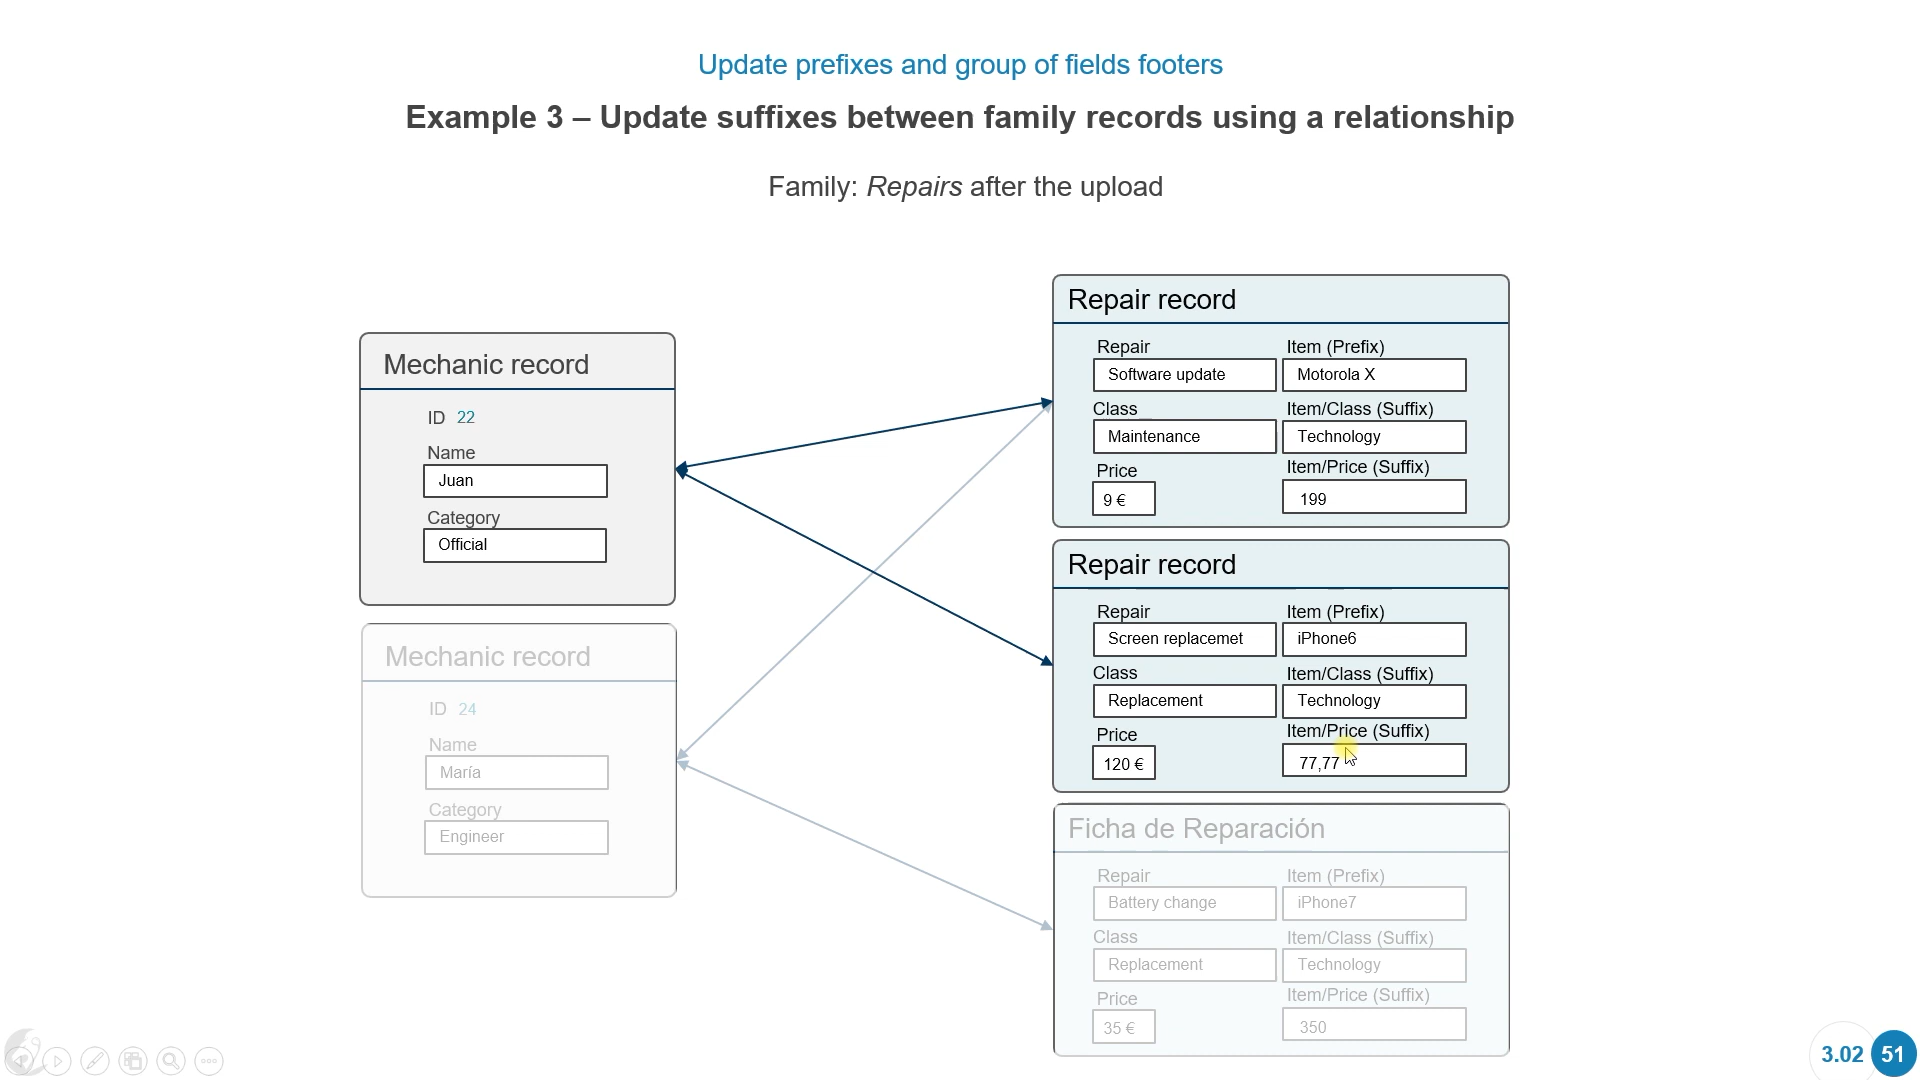 Update prefixes and group of fields footers
Example 3 – Update suffixes between family records using a relationship
Family: Repairs after the upload
Mechanic record
ID 22
Name
Juan
Category
Official
Mechanic record
ID 24
Name
María
Category
Engineer
Repair record
Repair Item (Prefix)
Software update Motorola X
Class Item/Class (Suffix)
Maintenance Technology
Price Item/Price (Suffix)
9 € 199
Repair record
Repair Item (Prefix)
Screen replacemet iPhone6
Class Item/Class (Suffix)
Replacement Technology
Price Item/Price (Suffix)
120 € 77,77
Ficha de Reparación
Repair Item (Prefix)
Battery change iPhone7
Class Item/Class (Suffix)
Replacement Technology
Price Item/Price (Suffix)
35 € 350
3.02 51